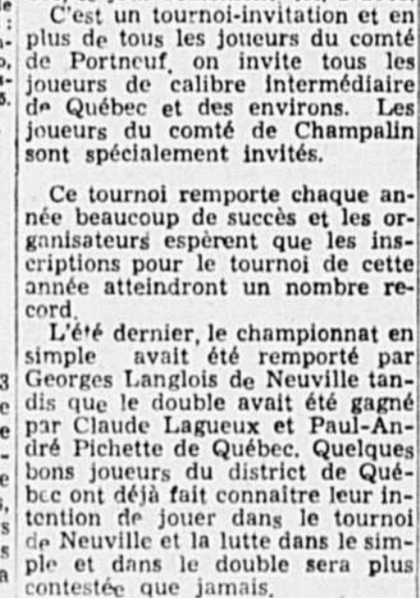 C'est un tournoi-invitation et en
plus de tous les joueurs du comté
de Portneuf, on invite tous les
joueurs de calibre intermédiaire
de Québec et des environs. Les
joueurs du comté de Champalin
sont spécialement invités.
Ce tournoi remporte chaque an-
née beaucoup de succès et les or-
ganisateurs espèrent que les ins-
criptions pour le tournoi de cette
année atteindront un nombre re-
cord.
L'été dernier, le championnat en
simple avait été remporté par
Georges Langlois de Neuville tan-
dis que le double avait été gagné
par Claude Lagueux et Paul-An-
dré Pichette de Québec. Quelques
bons joueurs du district de Qué-
bec ont déjà fait connaître leur in-
tention de jouer dans le tournoi
de Neuville et la lutte dans le sim-
ple et dans le double sera plus
contestée que jamais.